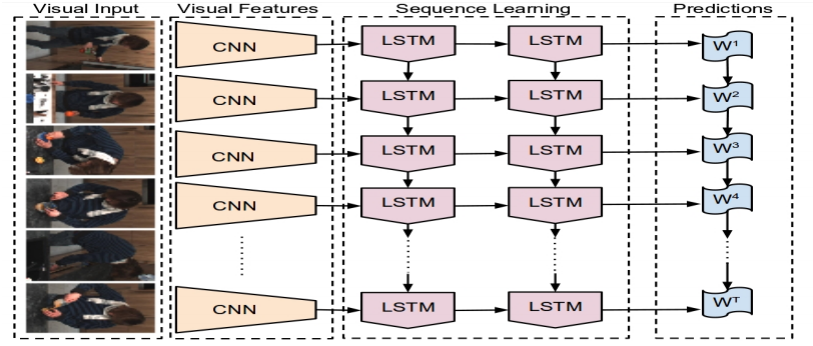 Visual Input Visual Features Sequence Learning Predictions
CNN LSTM LSTM W¹
CNN LSTM LSTM W²
CNN LSTM LSTM W³
CNN LSTM LSTM W⁴
CNN LSTM LSTM Wᵀ